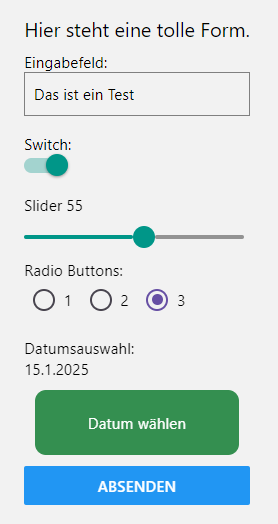 Hier steht eine tolle Form.
Eingabefeld:
Das ist ein Test
Switch:
Slider 55
Radio Buttons:
1 2 3
Datumsauswahl:
15.1.2025
Datum wählen
ABSENDEN